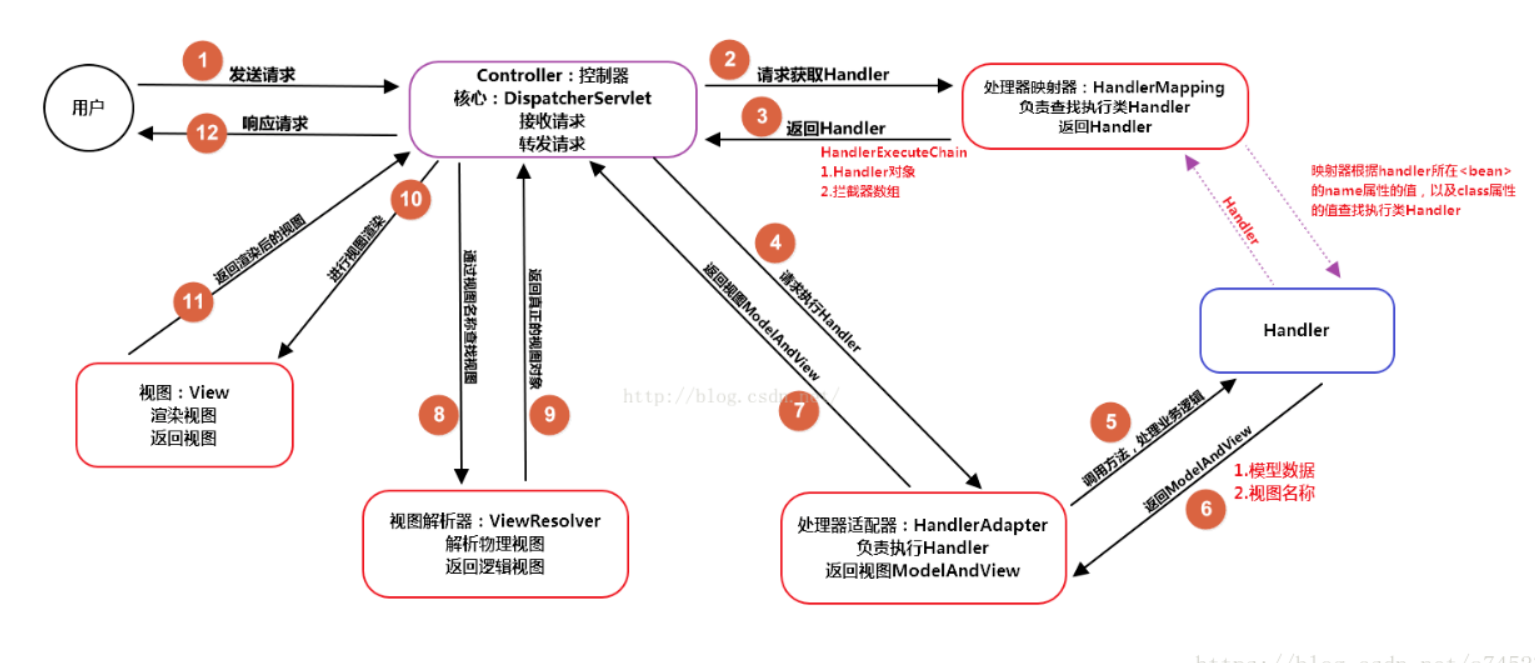 1
发送请求
用户
12
响应请求
Controller：控制器
核心：DispatcherServlet
接收请求
转发请求
2
请求获取Handler
3
返回Handler
HandlerExecuteChain
1.Handler对象
2.拦截器数组
处理器映射器：HandlerMapping
负责查找执行类Handler
返回Handler
映射器根据handler所在<bean>
的name属性的值，以及class属性
的值查找执行类Handler
Handler
Handler
4
请求执行Handler
5
调用方法，处理业务逻辑
6
返回ModelAndView
1.模型数据
2.视图名称
处理器适配器：HandlerAdapter
负责执行Handler
返回视图ModelAndView
7
返回视图ModelAndView
8
通过视图名称查找视图
9
返回真正的视图对象
视图解析器：ViewResolver
解析物理视图
返回逻辑视图
10
进行视图渲染
11
返回渲染后的视图
视图：View
渲染视图
返回视图
http://blog.csdn.net/